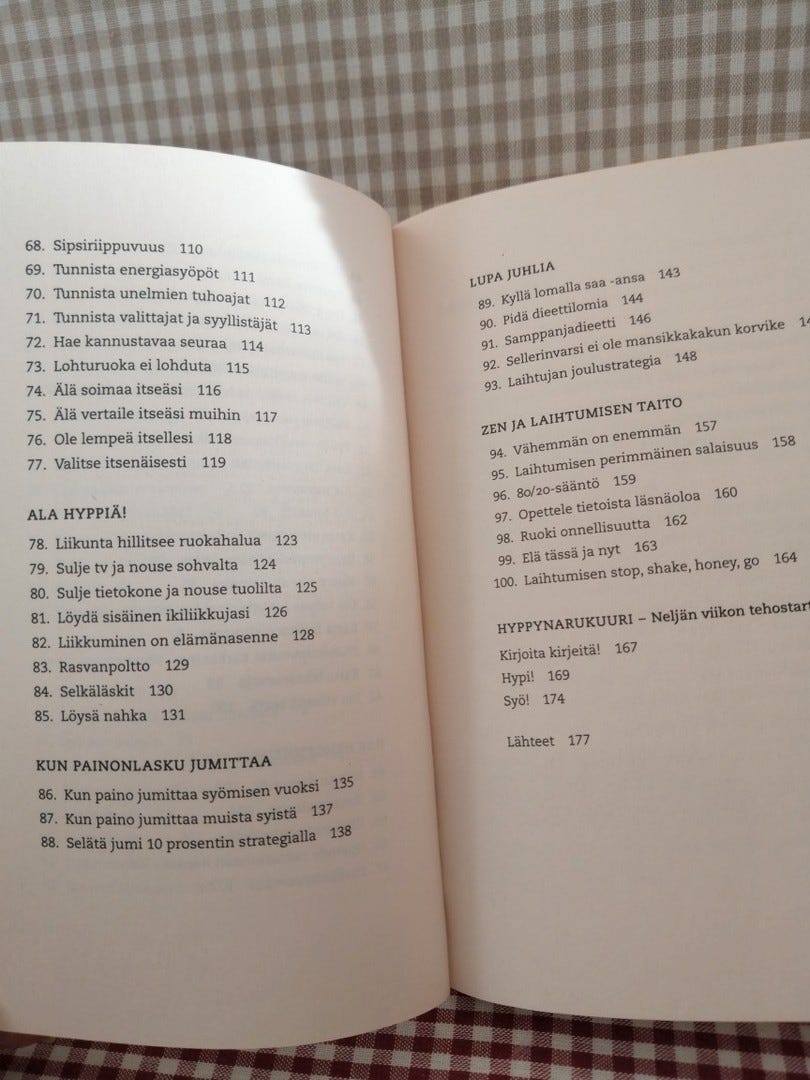 68. Sipsiriippuvuus 110
69. Tunnista energiasyöpöt 111
70. Tunnista unelmien tuhoajat 112
71. Tunnista valittajat ja syyllistäjät 113
72. Hae kannustavaa seuraa 114
73. Lohturuoka ei lohduta 115
74. Älä soimaa itseäsi 116
75. Älä vertaile itseäsi muihin 117
76. Ole lempeä itsellesi 118
77. Valitse itsenäisesti 119
ALA HYPPIÄ!
78. Liikunta hillitsee ruokahalua 123
79. Sulje tv ja nouse sohvalta 124
80. Sulje tietokone ja nouse tuolilta 125
81. Löydä sisäinen ikiliikkujasi 126
82. Liikkuminen on elämänasenne 128
83. Rasvanpoltto 129
84. Selkäläskit 130
85. Löysä nahka 131
KUN PAINONLASKU JUMITTAA
86. Kun paino jumittaa syömisen vuoksi 135
87. Kun paino jumittaa muista syistä 137
88. Selätä jumi 10 prosentin strategialla 138
LUPA JUHLIA
89. Kyllä lomalla saa -ansa 143
90. Pidä dieettilomia 144
91. Samppanjadieetti 146
92. Sellerinvarsi ei ole mansikkakakun korvike
93. Laihtujan joulustrategia 148
ZEN JA LAIHTUMISEN TAITO
94. Vähemmän on enemmän 157
95. Laihtumisen perimmäinen salaisuus 158
96. 80/20-sääntö 159
97. Opettele tietoista läsnäoloa 160
98. Ruoki onnellisuutta 162
99. Elä tässä ja nyt 163
100. Laihtumisen stop, shake, honey, go 164
HYPPYNARUKUURI – Neljän viikon tehostart
Kirjoita kirjeitä! 167
Hypi! 169
Syö! 174
Lähteet 177